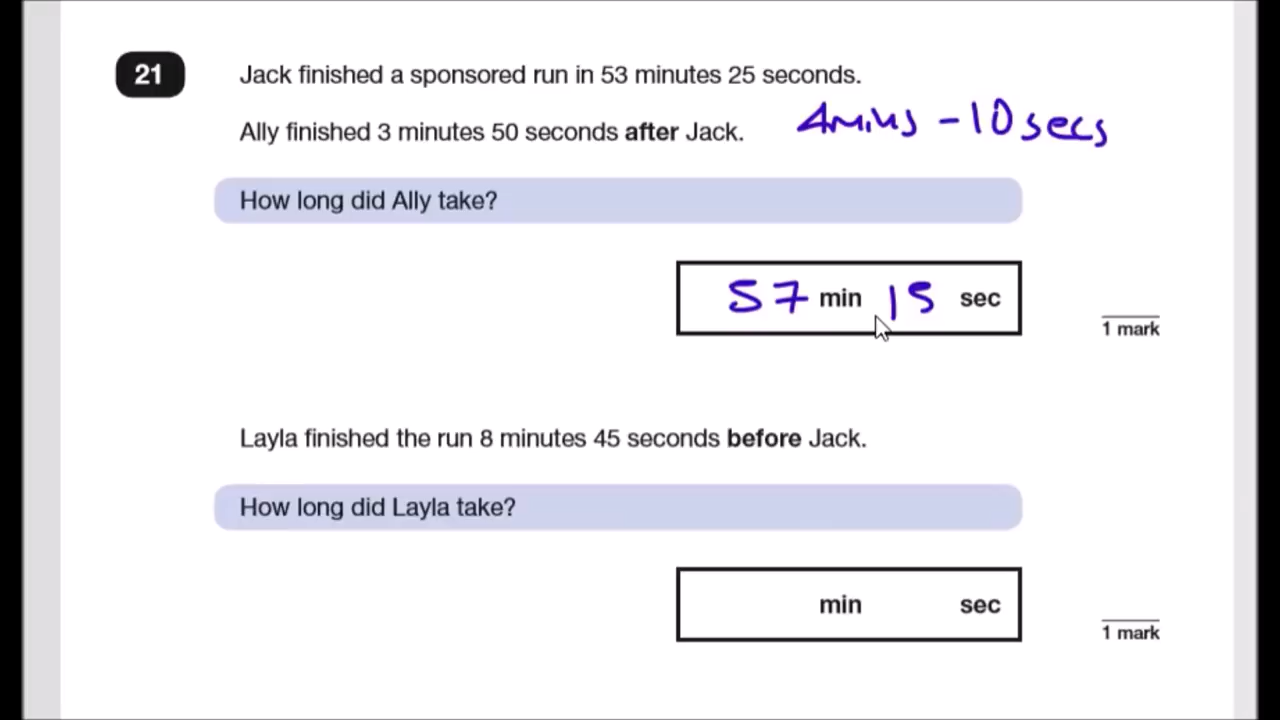 21
Jack finished a sponsored run in 53 minutes 25 seconds.
Ally finished 3 minutes 50 seconds after Jack.
4mins -10secs
How long did Ally take?
57 min 15 sec
1 mark
Layla finished the run 8 minutes 45 seconds before Jack.
How long did Layla take?
min sec
1 mark